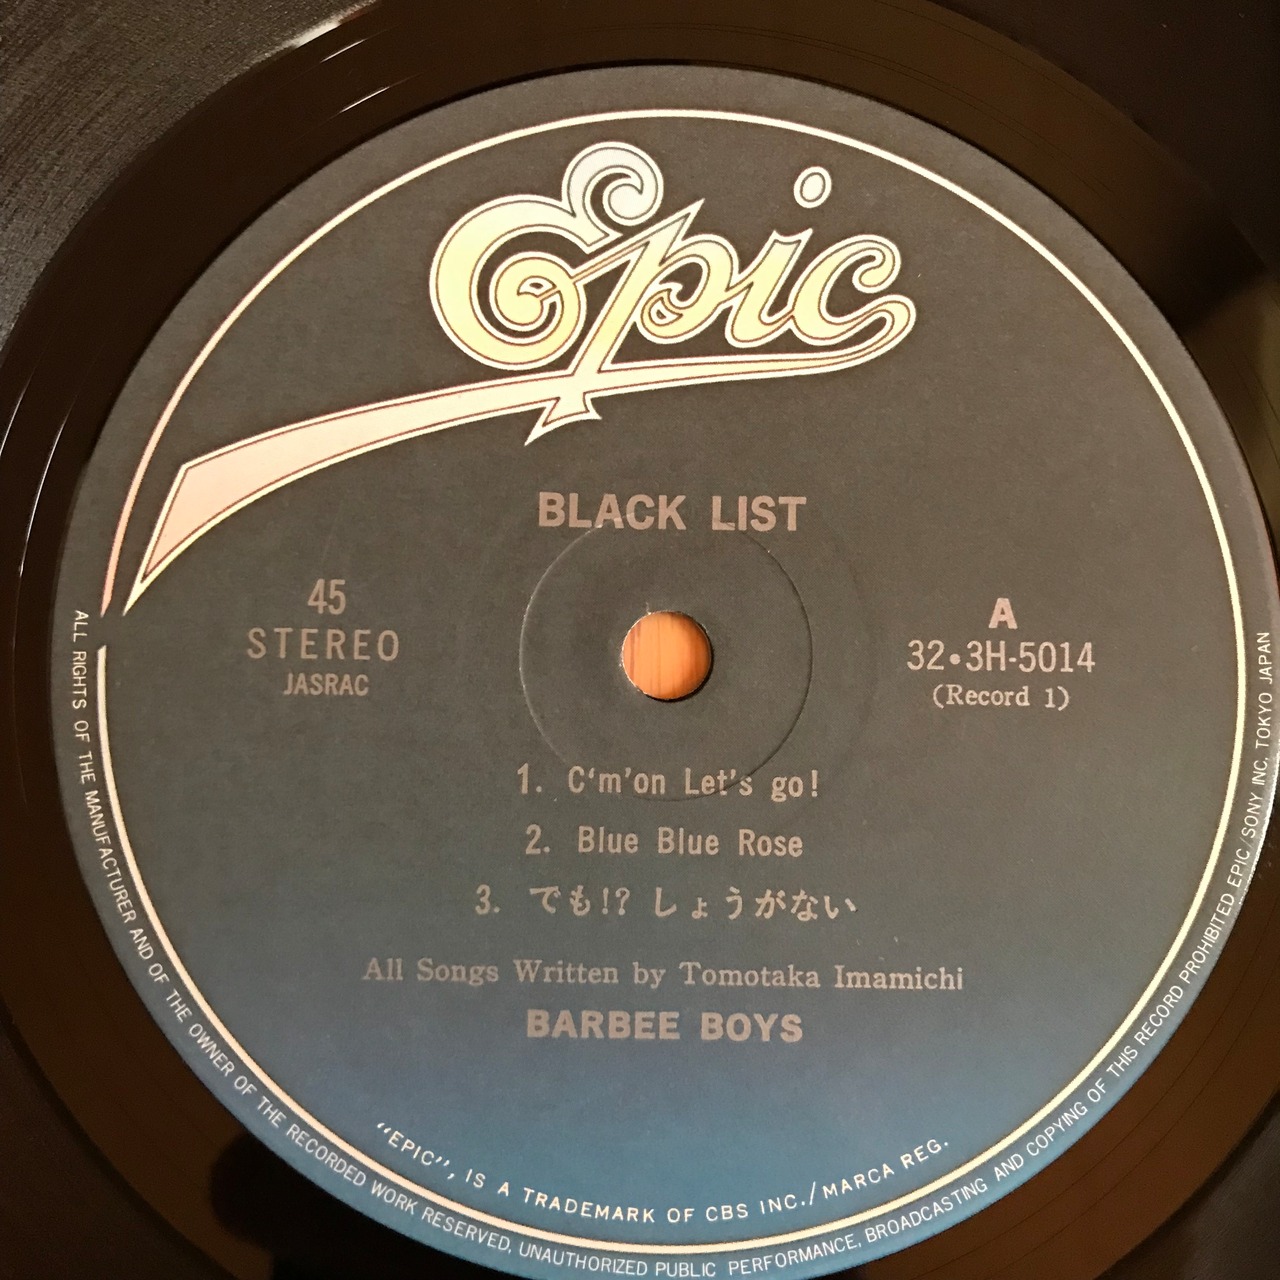 Epic
BLACK LIST
45
STEREO
JASRAC
A
32•3H-5014
(Record 1)
1. C‘m’on Let’s go!
2. Blue Blue Rose
3. でも!? しょうがない
All Songs Written by Tomotaka Imamichi
BARBEE BOYS
“EPIC”, IS A TRADEMARK OF CBS INC./MARCA REG.
ALL RIGHTS OF THE MANUFACTURER AND OF THE OWNER OF THE RECORDED WORK RESERVED, UNAUTHORIZED PUBLIC PERFORMANCE, BROADCASTING AND COPYING OF THIS RECORD PROHIBITED EPIC/SONY INC. TOKYO JAPAN